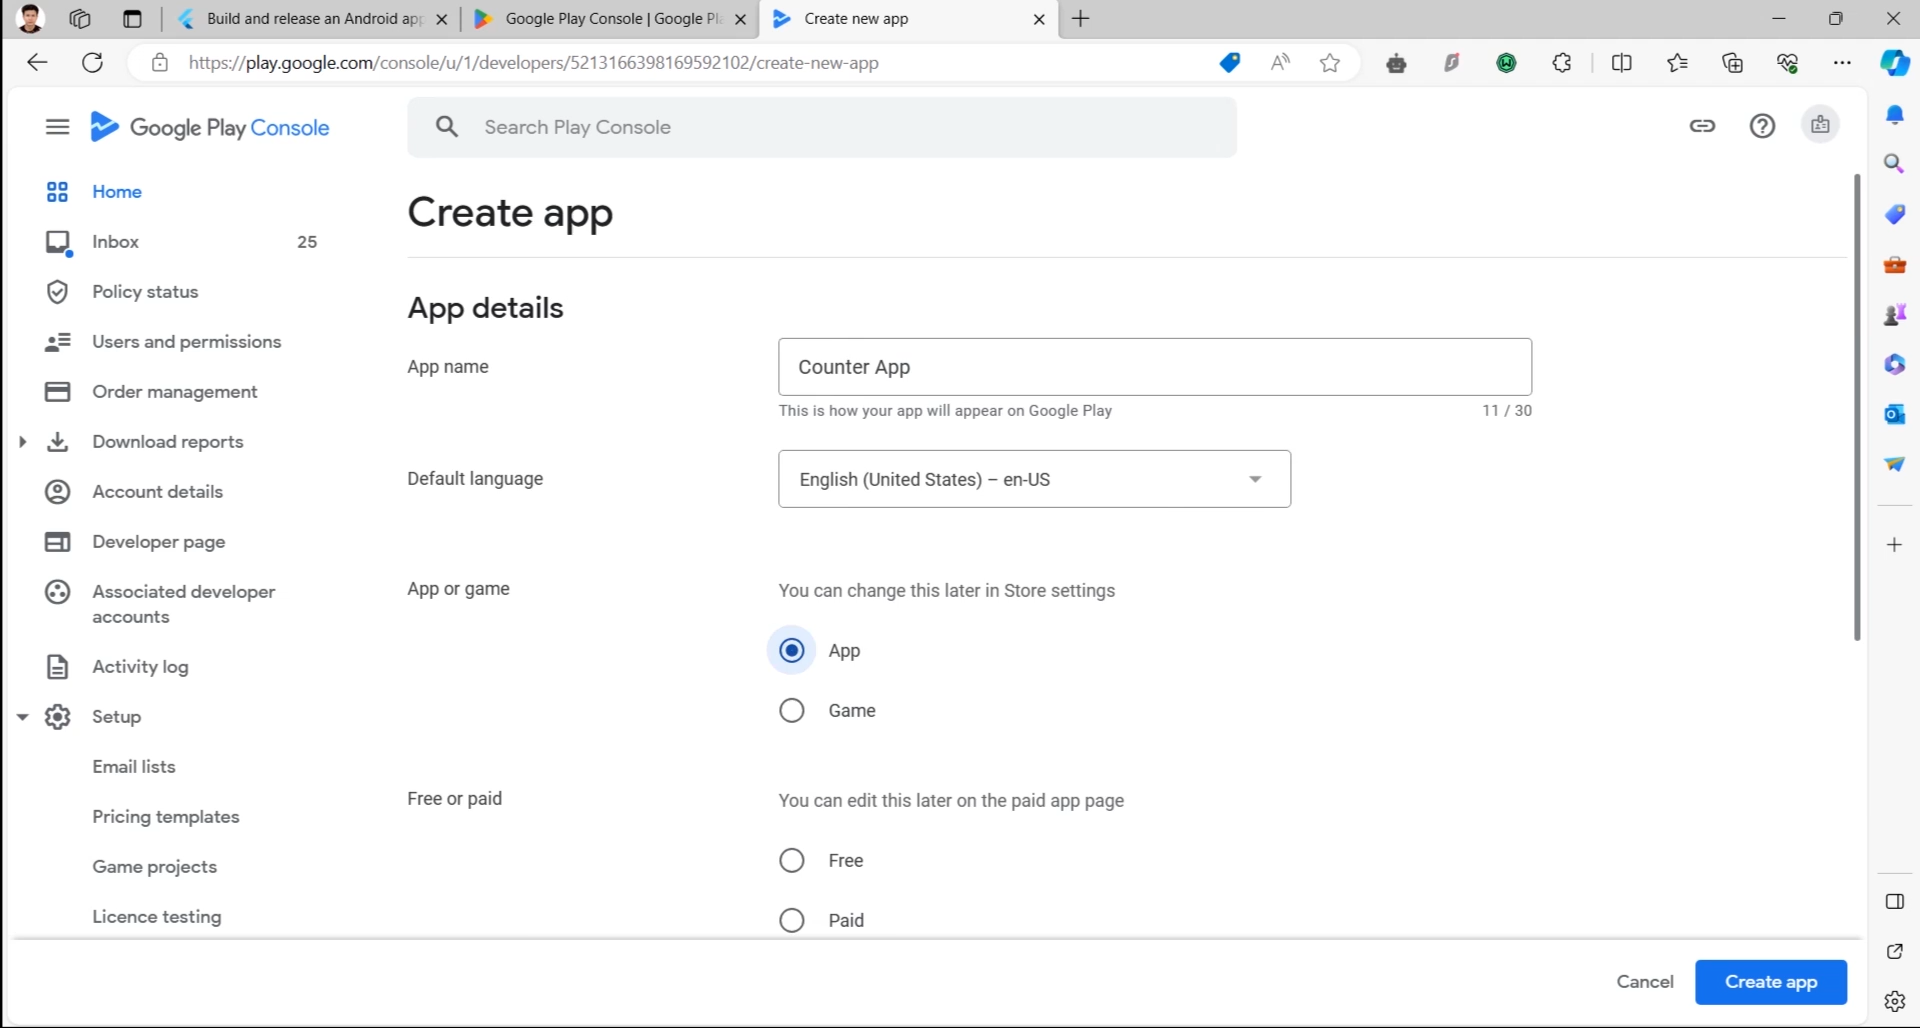 Build and release an Android app
Google Play Console | Google Pla
Create new app
https://play.google.com/console/u/1/developers/5213166398169592102/create-new-app
Google Play Console
Search Play Console
Home
Inbox 25
Policy status
Users and permissions
Order management
Download reports
Account details
Developer page
Associated developer
accounts
Activity log
Setup
Email lists
Pricing templates
Game projects
Licence testing
Create app
App details
App name
Counter App
This is how your app will appear on Google Play
11 / 30
Default language
English (United States) – en-US
App or game
You can change this later in Store settings
App
Game
Free or paid
You can edit this later on the paid app page
Free
Paid
Cancel
Create app